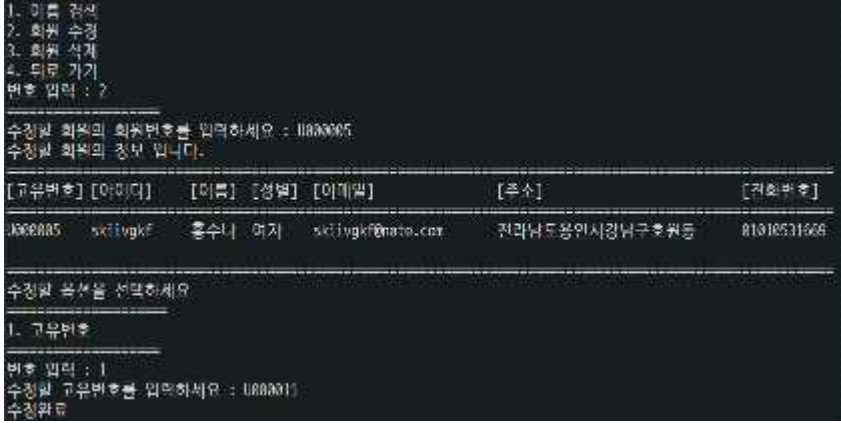 1. 이름 검색
2. 회원 수정
3. 회원 삭제
4. 뒤로 가기
번호 입력 : 2
====================
수정할 회원의 회원번호를 입력하세요 : U000005
수정할 회원의 정보 입니다.
[고유번호] [아이디] [이름] [성별] [이메일] [주소] [전화번호]
U000005 skiivgkf 홍수나 여자 skiivgkf@nate.com 전라남도용인시강남구호원동 01010531669
수정할 옵션을 선택하세요
====================
1. 고유번호
====================
번호 입력 : 1
수정할 고유번호를 입력하세요 : U000011
수정완료